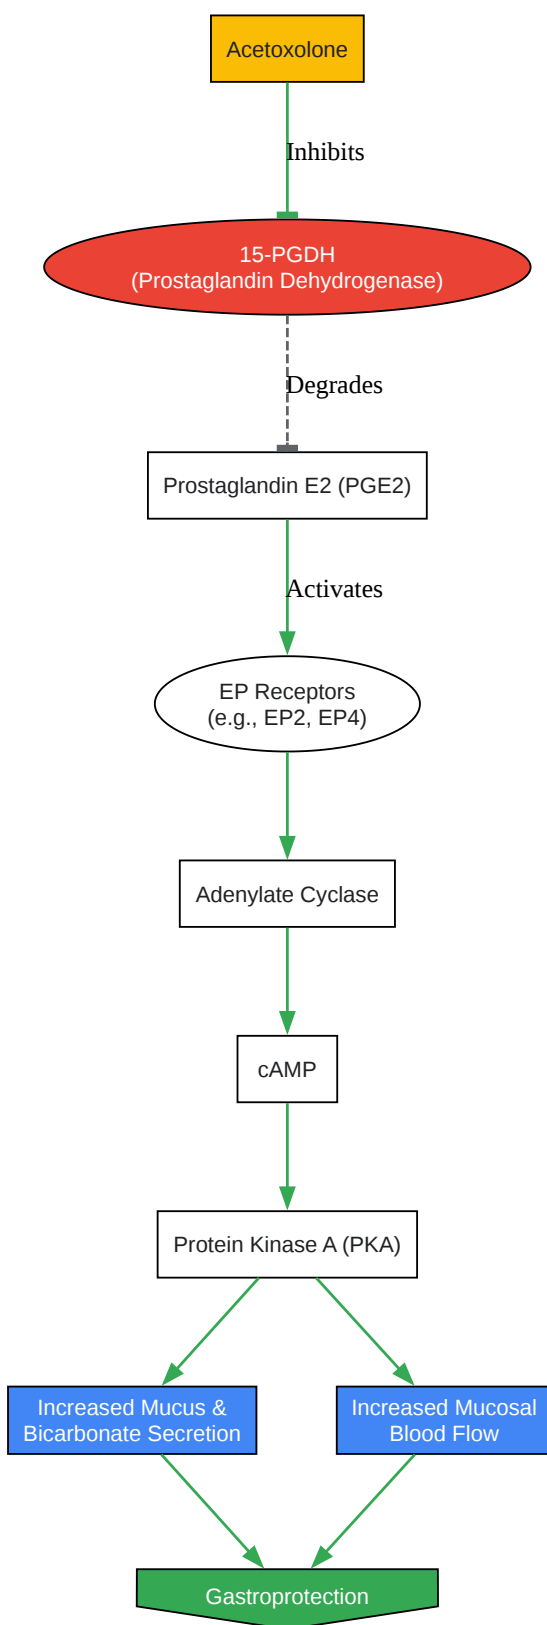 Acetoxolone
Inhibits
15-PGDH
(Prostaglandin Dehydrogenase)
Degrades
Prostaglandin E2 (PGE2)
Activates
EP Receptors
(e.g., EP2, EP4)
Adenylate Cyclase
cAMP
Protein Kinase A (PKA)
Increased Mucus &
Bicarbonate Secretion
Increased Mucosal
Blood Flow
Gastroprotection